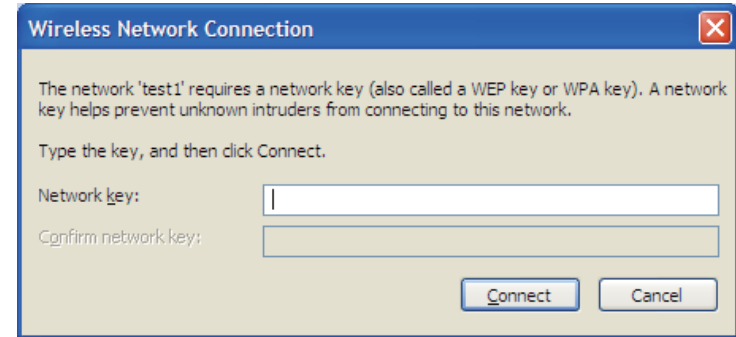 Wireless Network Connection
The network 'test1' requires a network key (also called a WEP key or WPA key). A network
key helps prevent unknown intruders from connecting to this network.
Type the key, and then click Connect.
Network key:
Confirm network key:
Connect Cancel